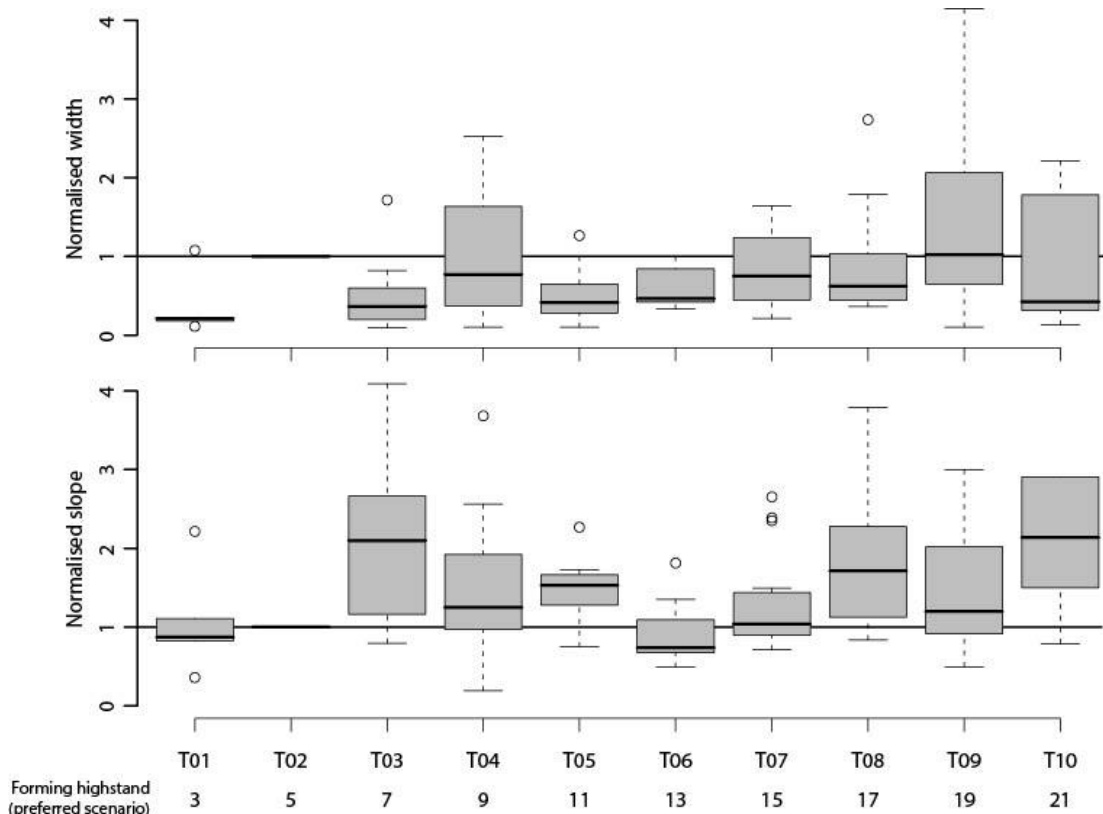 4
3
2
1
0
Normalised width
4
3
2
1
0
Normalised slope
T01 T02 T03 T04 T05 T06 T07 T08 T09 T10
Forming highstand
(preferred scenario)
3 5 7 9 11 13 15 17 19 21